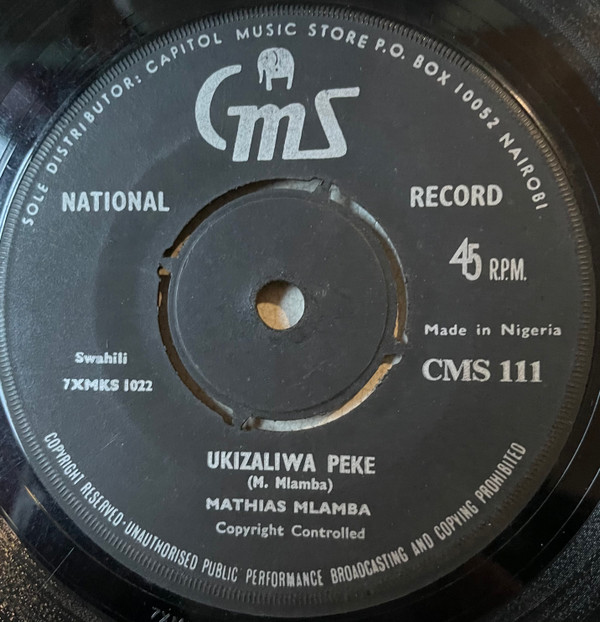 SOLE DISTRIBUTOR: CAPITOL MUSIC STORE P.O. BOX 10052 NAIROBI.
CMS
NATIONAL RECORD
45 R.P.M.
Made in Nigeria
Swahili
CMS 111
7XMKS 1022
UKIZALIWA PEKE
(M. Mlamba)
MATHIAS MLAMBA
Copyright Controlled
COPYRIGHT RESERVED-UNAUTHORISED PUBLIC PERFORMANCE BROADCASTING AND COPYING PROHIBITED